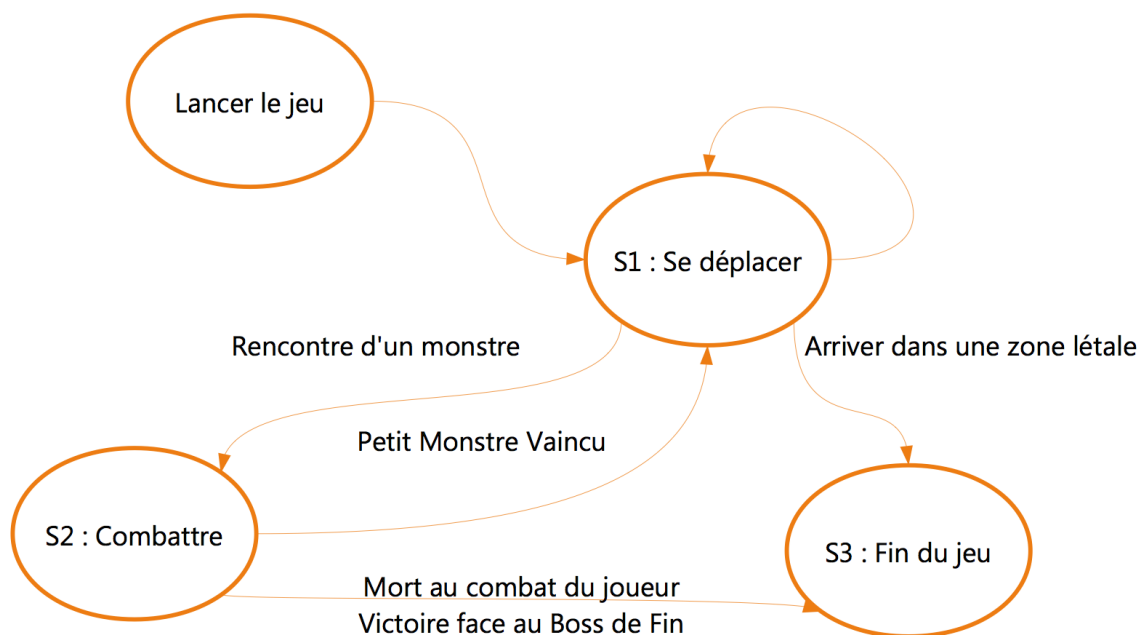 Lancer le jeu
S1 : Se déplacer
Rencontre d'un monstre
Arriver dans une zone létale
Petit Monstre Vaincu
S2 : Combattre
S3 : Fin du jeu
Mort au combat du joueur
Victoire face au Boss de Fin